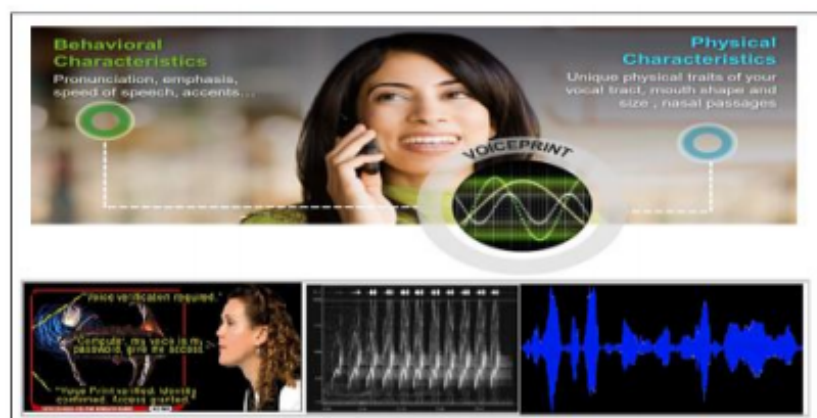 Behavioral
Characteristics
Pronunciation, emphasis,
speed of speech, accents...
Physical
Characteristics
Unique physical traits of your
vocal tract, mouth shape and
size , nasal passages
VOICEPRINT
"Voice verification required."
my voice is my
password, give me access
"Voice Print verified. Identity
confirmed. Access granted."